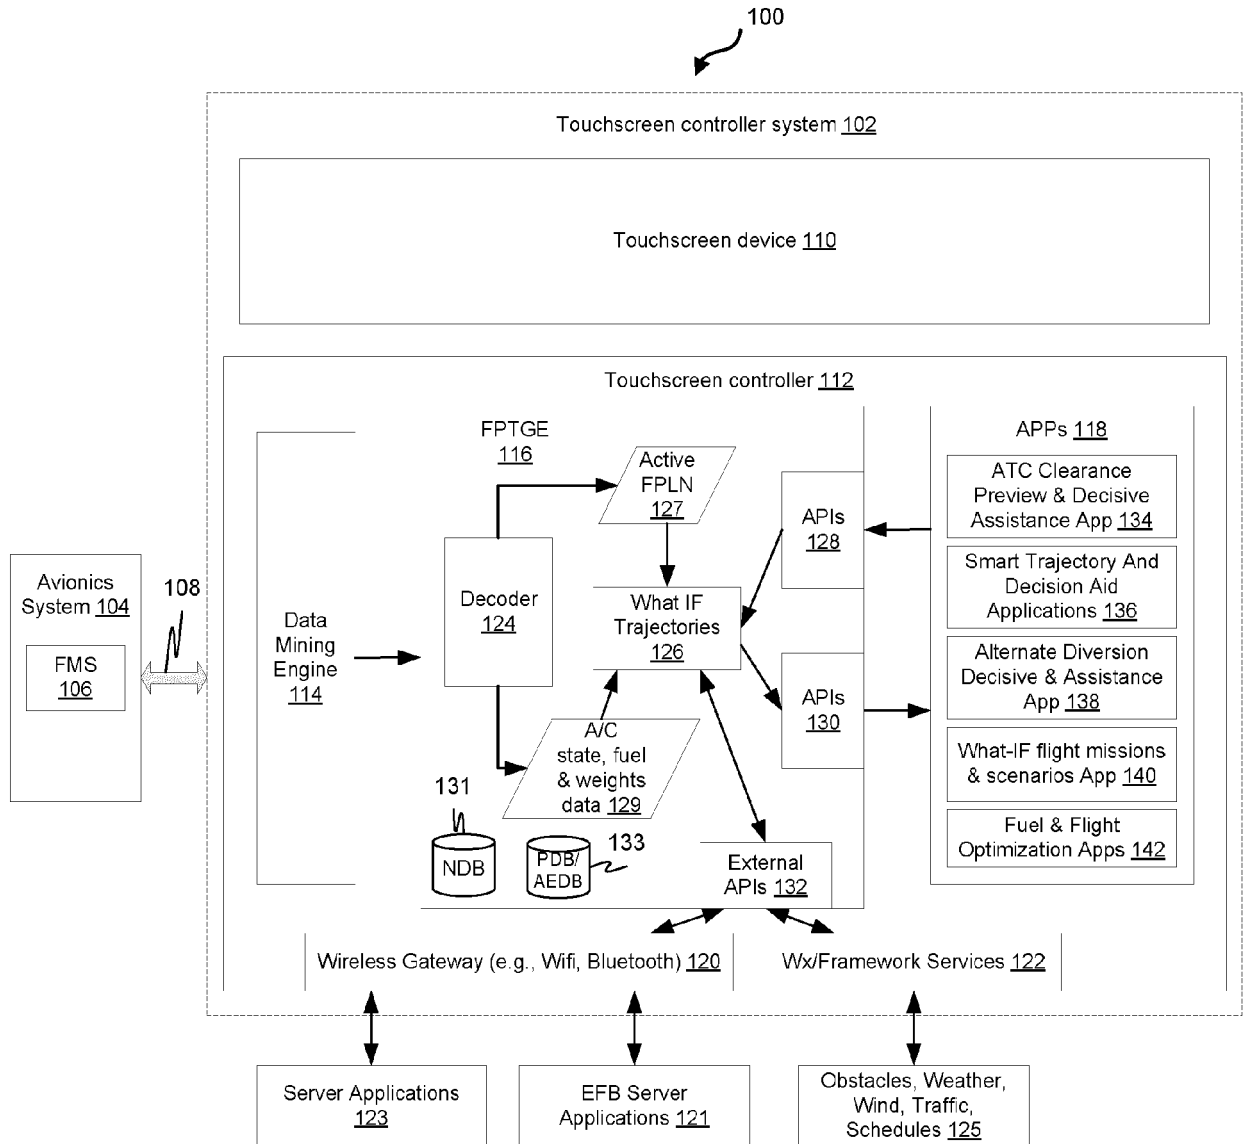 100
Touchscreen controller system 102
Touchscreen device 110
Touchscreen controller 112
FPTGE
116
Active
FPLN
127
APIs
128
APPs 118
ATC Clearance
Preview & Decisive
Assistance App 134
Smart Trajectory And
Decision Aid
Applications 136
Alternate Diversion
Decisive & Assistance
App 138
What-IF flight missions
& scenarios App 140
Fuel & Flight
Optimization Apps 142
Avionics
System 104
FMS
106
108
Data
Mining
Engine
114
Decoder
124
What IF
Trajectories
126
APIs
130
A/C
state, fuel
& weights
data 129
131
NDB
PDB/
AEDB
133
External
APIs 132
Wireless Gateway (e.g., Wifi, Bluetooth) 120
Wx/Framework Services 122
Server Applications
123
EFB Server
Applications 121
Obstacles, Weather,
Wind, Traffic,
Schedules 125